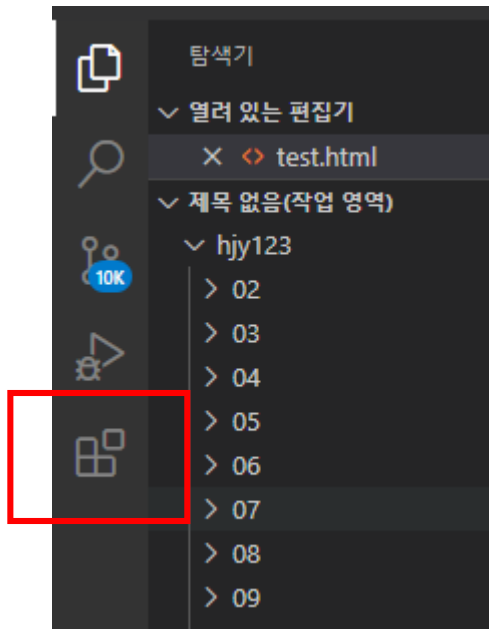 탐색기
열려 있는 편집기
test.html
제목 없음(작업 영역)
hjy123
02
03
10K
04
05
06
07
08
09